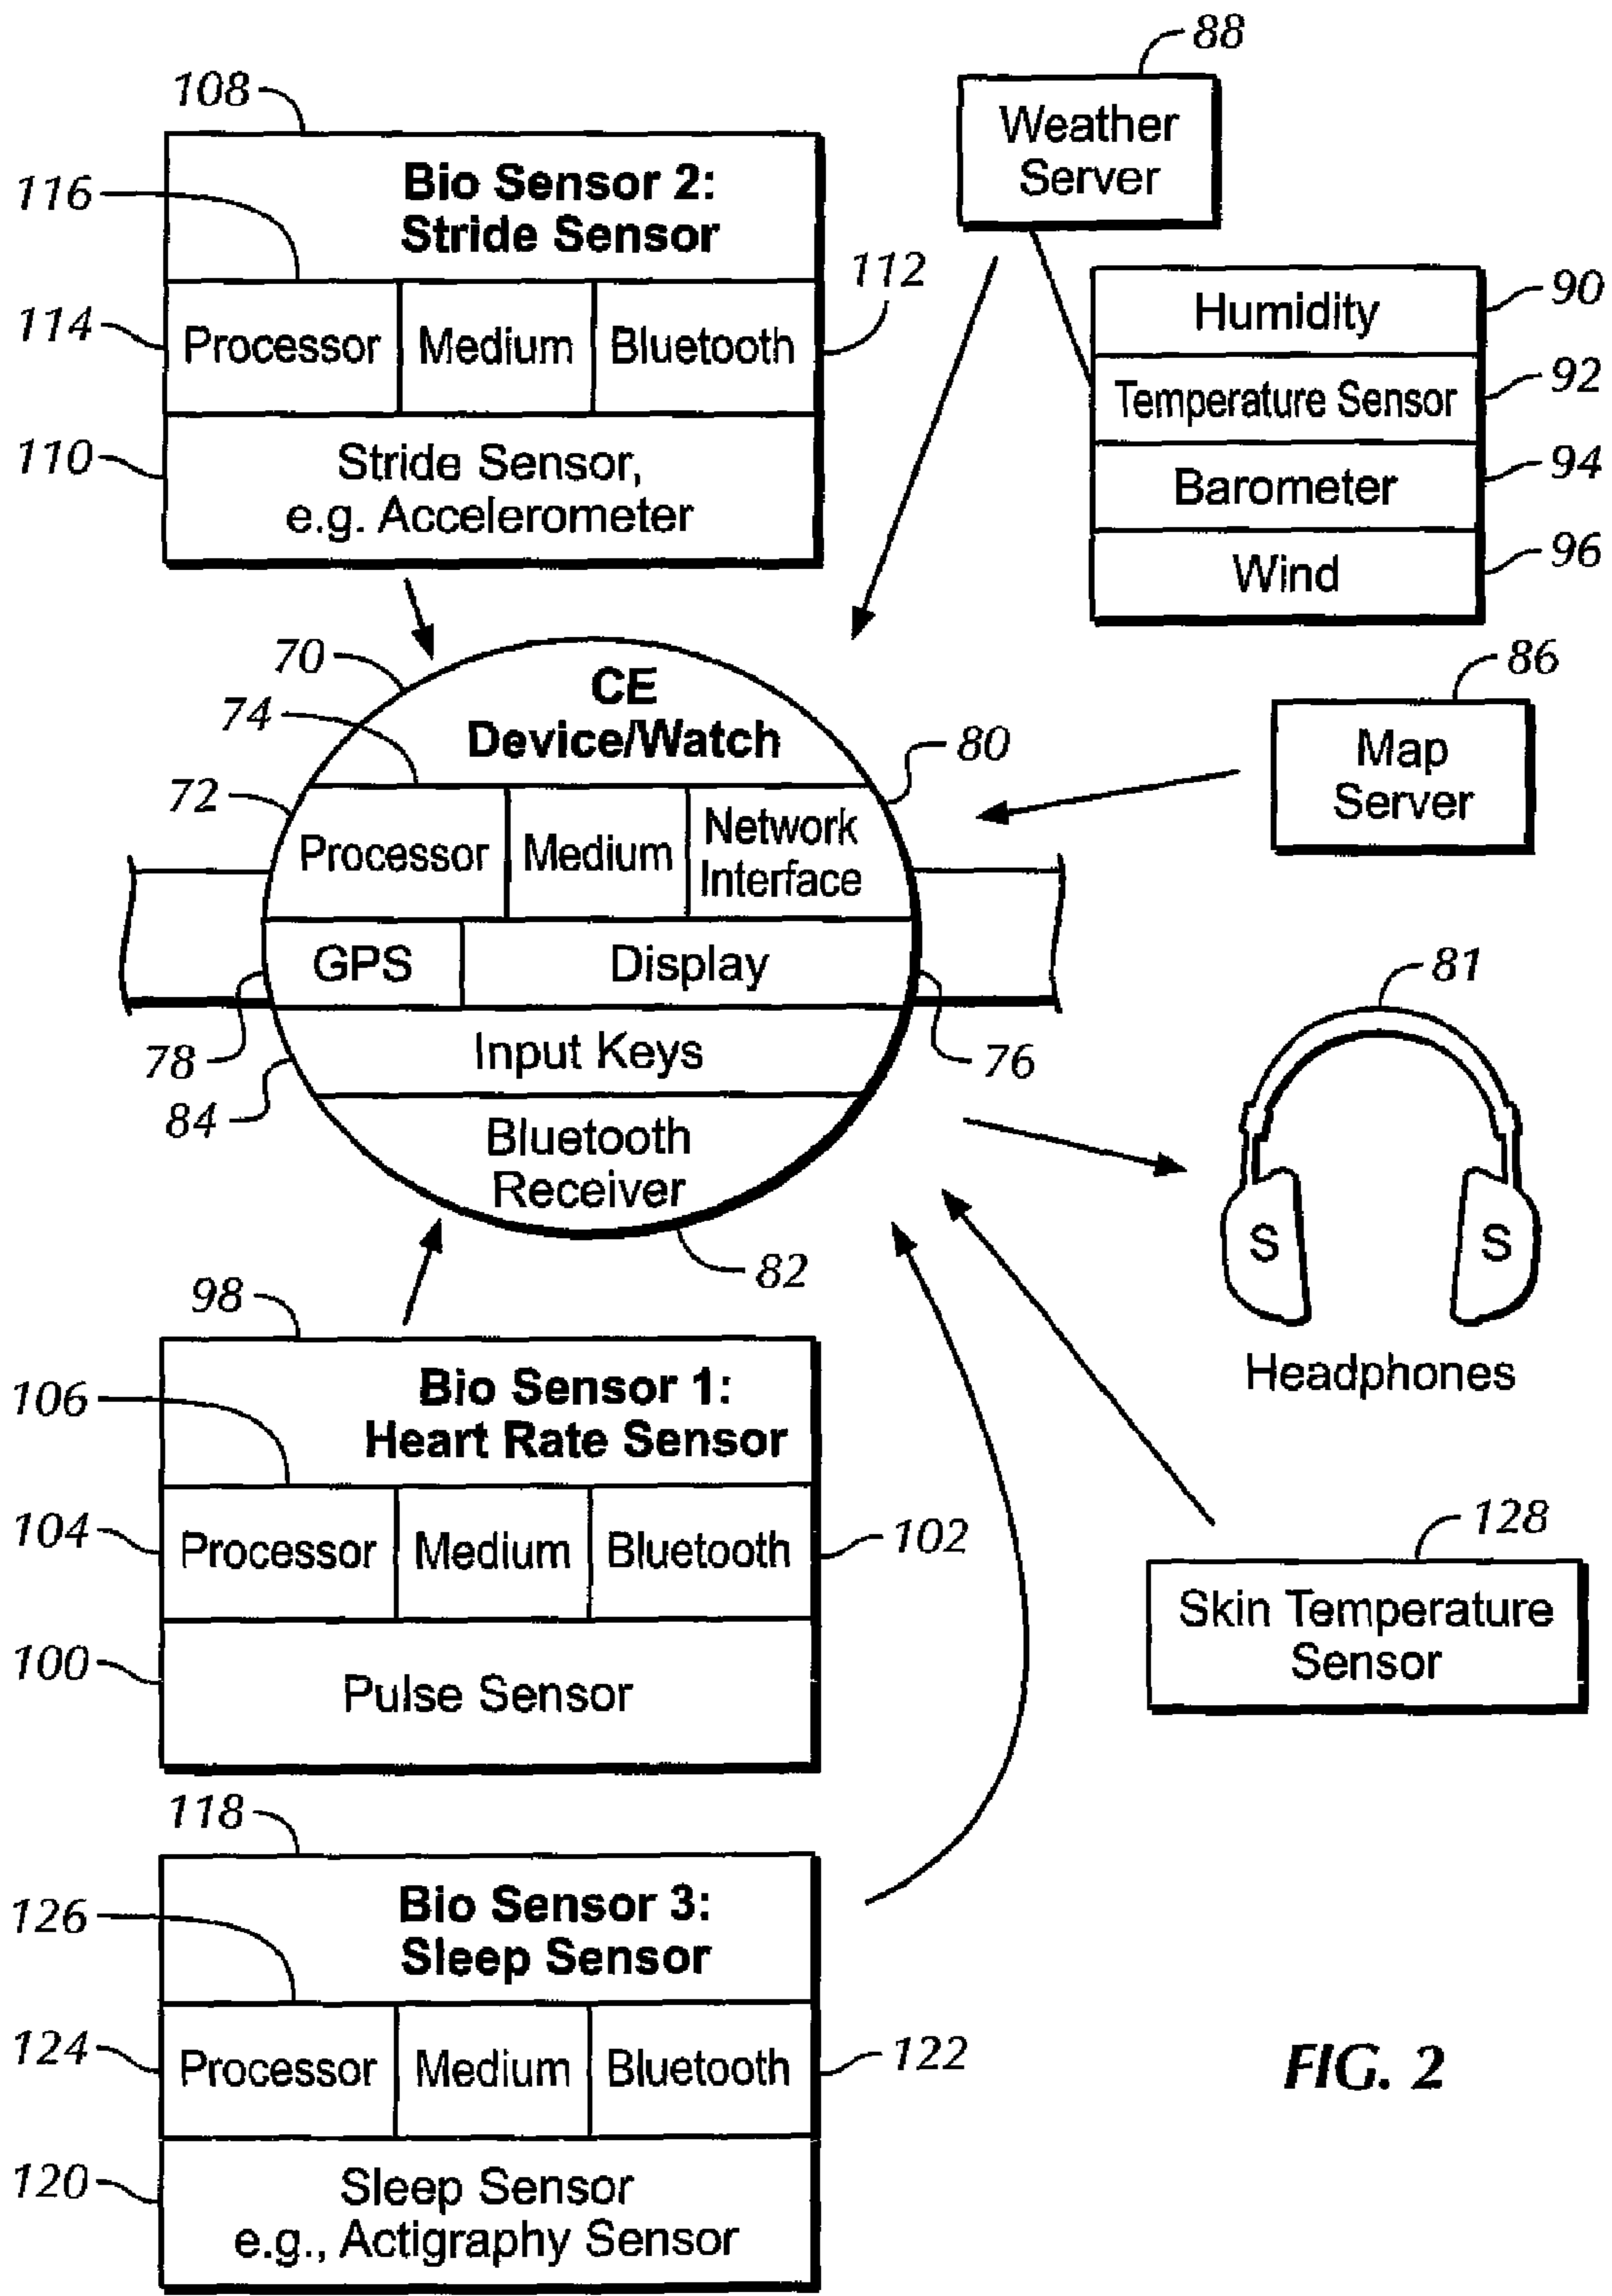 88
108
Weather
Server
Bio Sensor 2:
Stride Sensor
116
112
90
Humidity
114
Processor
Medium
Bluetooth
92
Temperature Sensor
110
Stride Sensor,
e.g. Accelerometer
94
Barometer
96
Wind
70
CE
Device/Watch
74
80
86
Map
Server
72
Processor
Medium
Network
Interface
GPS
Display
81
78
Input Keys
76
84
Bluetooth
Receiver
82
S
S
Headphones
98
Bio Sensor 1:
Heart Rate Sensor
106
104
Processor
Medium
Bluetooth
102
128
Skin Temperature
Sensor
100
Pulse Sensor
118
Bio Sensor 3:
Sleep Sensor
126
124
Processor
Medium
Bluetooth
122
FIG. 2
120
Sleep Sensor
e.g., Actigraphy Sensor